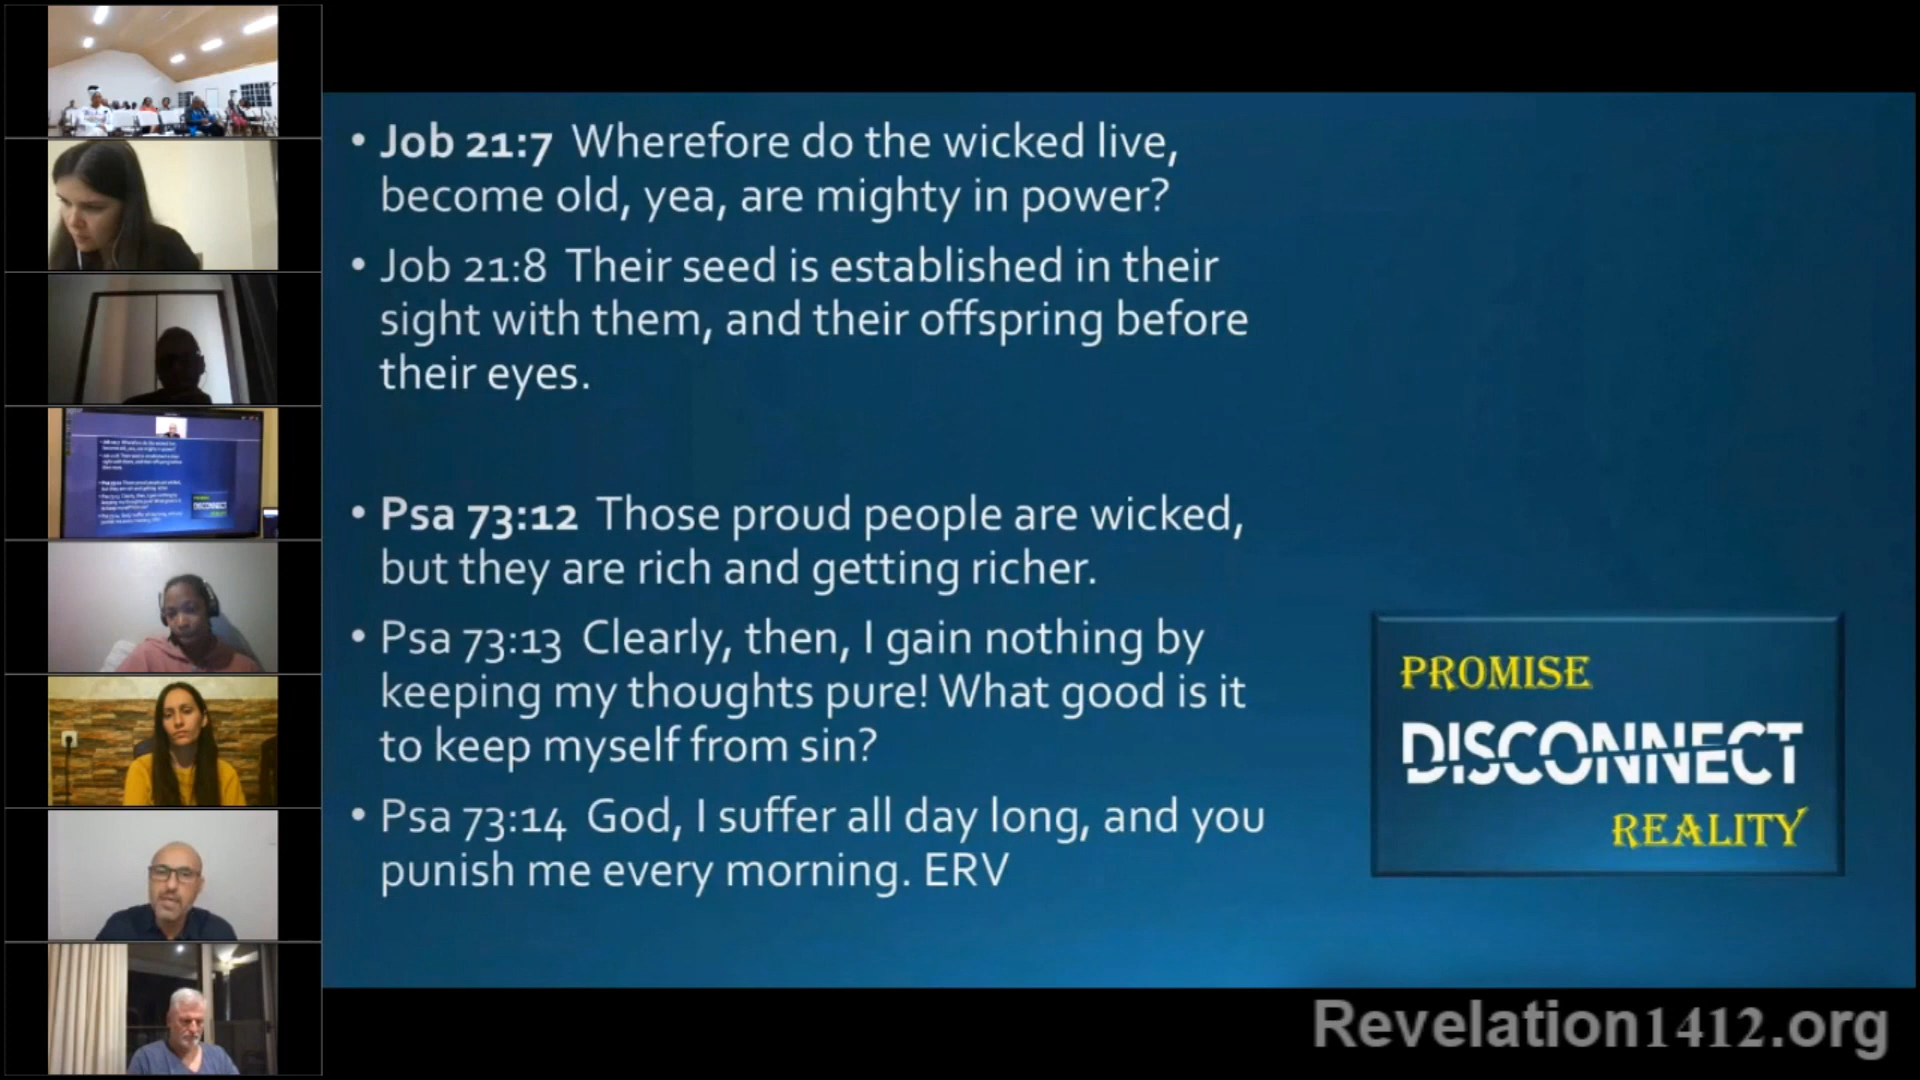 • Job 21:7 Wherefore do the wicked live,
become old, yea, are mighty in power?
• Job 21:8 Their seed is established in their
sight with them, and their offspring before
their eyes.
• Psa 73:12 Those proud people are wicked,
but they are rich and getting richer.
• Psa 73:13 Clearly, then, I gain nothing by
keeping my thoughts pure! What good is it
to keep myself from sin?
• Psa 73:14 God, I suffer all day long, and you
punish me every morning. ERV
PROMISE
DISCONNECT
REALITY
Revelation1412.org